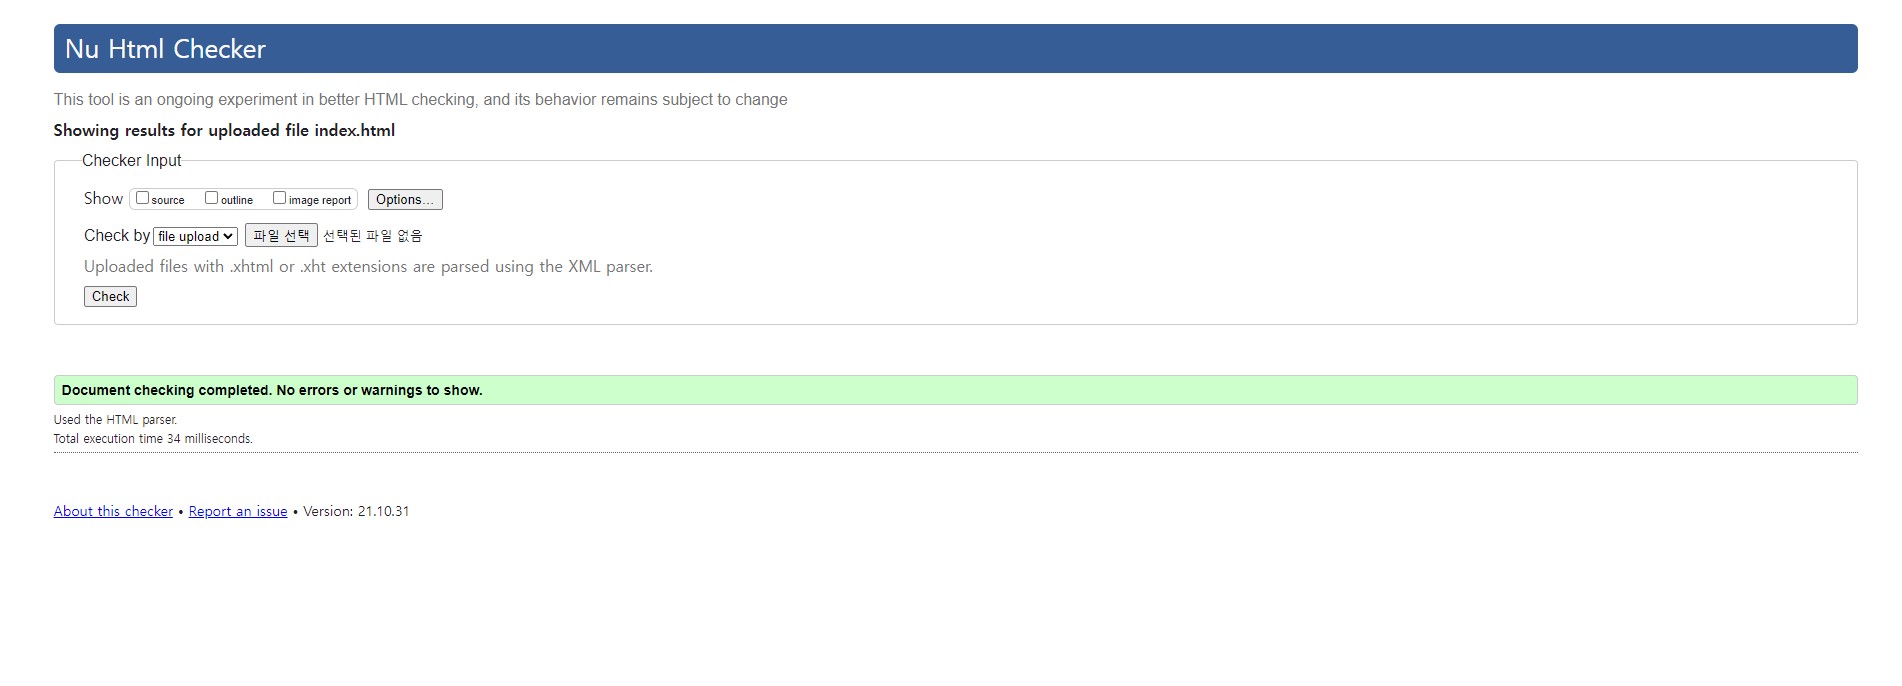 Nu Html Checker
This tool is an ongoing experiment in better HTML checking, and its behavior remains subject to change
Showing results for uploaded file index.html
Checker Input
Show source outline image report Options...
Check by file upload 파일 선택 선택된 파일 없음
Uploaded files with .xhtml or .xht extensions are parsed using the XML parser.
Check
Document checking completed. No errors or warnings to show.
Used the HTML parser.
Total execution time 34 milliseconds.
About this checker • Report an issue • Version: 21.10.31